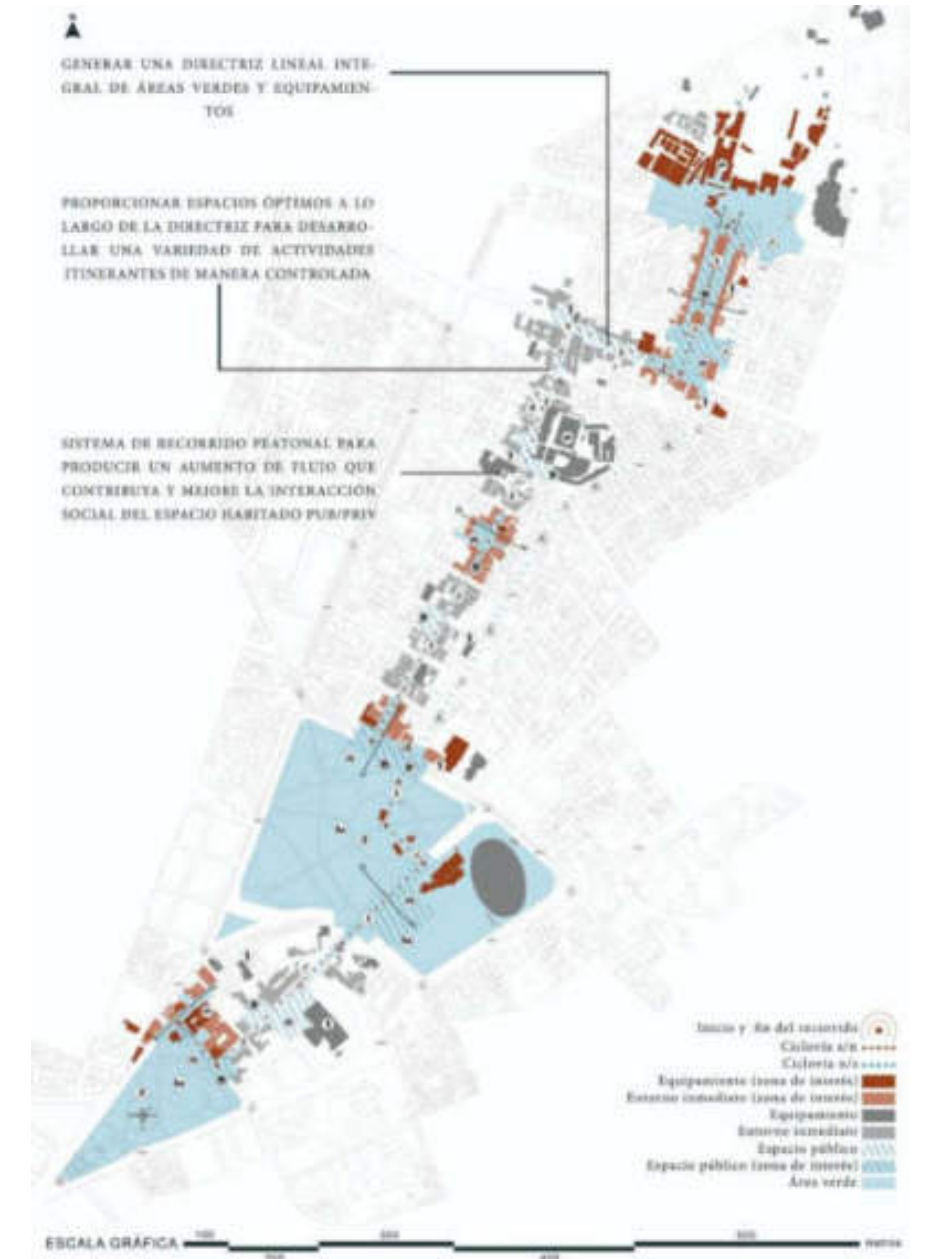 GENERAR UNA DIRECTRIZ LINEAL INTE-
GRAL DE ÁREAS VERDES Y EQUIPAMIEN-
TOS
PROPORCIONAR ESPACIOS ÓPTIMOS A LO
LARGO DE LA DIRECTRIZ PARA DESARRO-
LLAR UNA VARIEDAD DE ACTIVIDADES
ITINERANTES DE MANERA CONTROLADA
SISTEMA DE RECORRIDO PEATONAL PARA
PRODUCIR UN AUMENTO DE FLUJO QUE
CONTRIBUYA Y MEJORE LA INTERACCIÓN
SOCIAL DEL ESPACIO HABITADO PUB/PRIV
Inicio y fin del recorrido
Ciclovía s/n
Ciclovía n/s
Equipamiento (zona de interés)
Entorno inmediato (zona de interés)
Equipamiento
Entorno inmediato
Espacio público
Espacio público (zona de interés)
Área verde
ESCALA GRÁFICA
metros